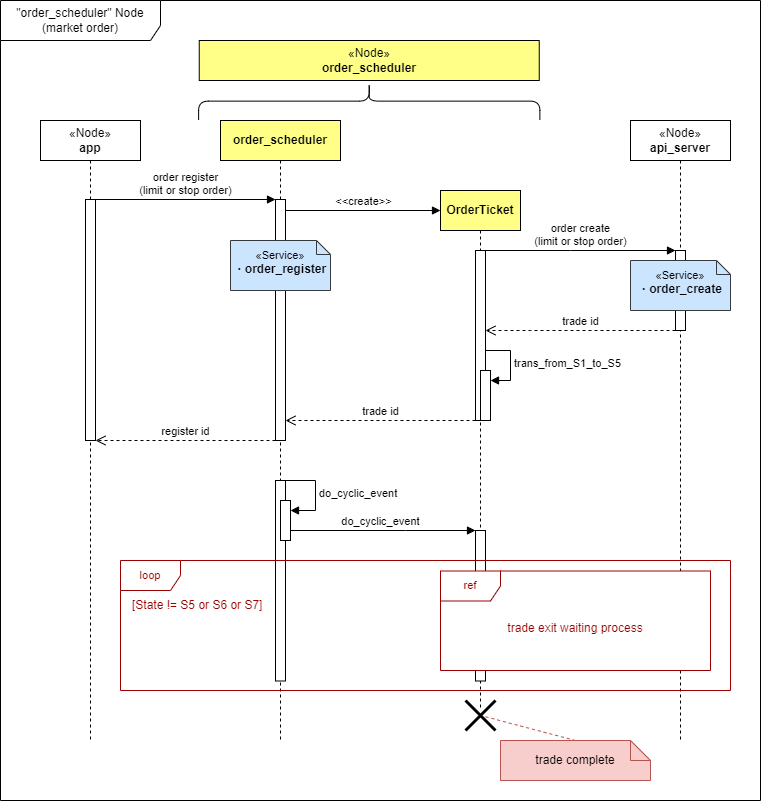 "order_scheduler" Node
(market order)
«Node»
order_scheduler
«Node»
app
order_scheduler
«Node»
api_server
order register
(limit or stop order)
<<create>>
OrderTicket
order create
(limit or stop order)
«Service»
・order_register
«Service»
・order_create
trade id
trans_from_S1_to_S5
trade id
register id
do_cyclic_event
do_cyclic_event
loop
[State != S5 or S6 or S7]
ref
trade exit waiting process
trade complete